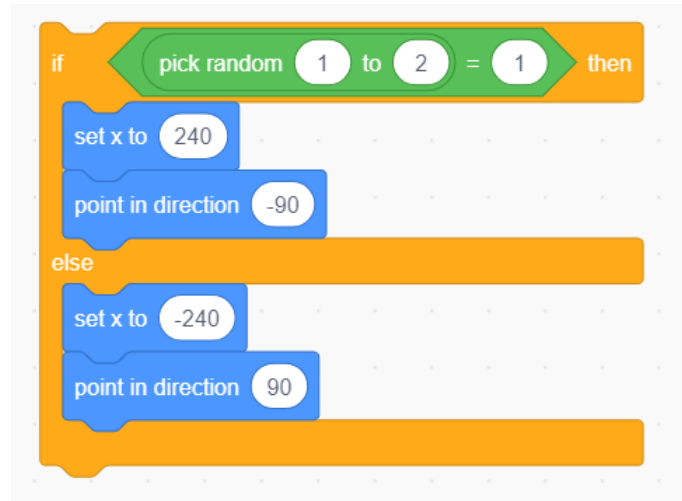 if pick random 1 to 2 = 1 then
set x to 240
point in direction -90
else
set x to -240
point in direction 90